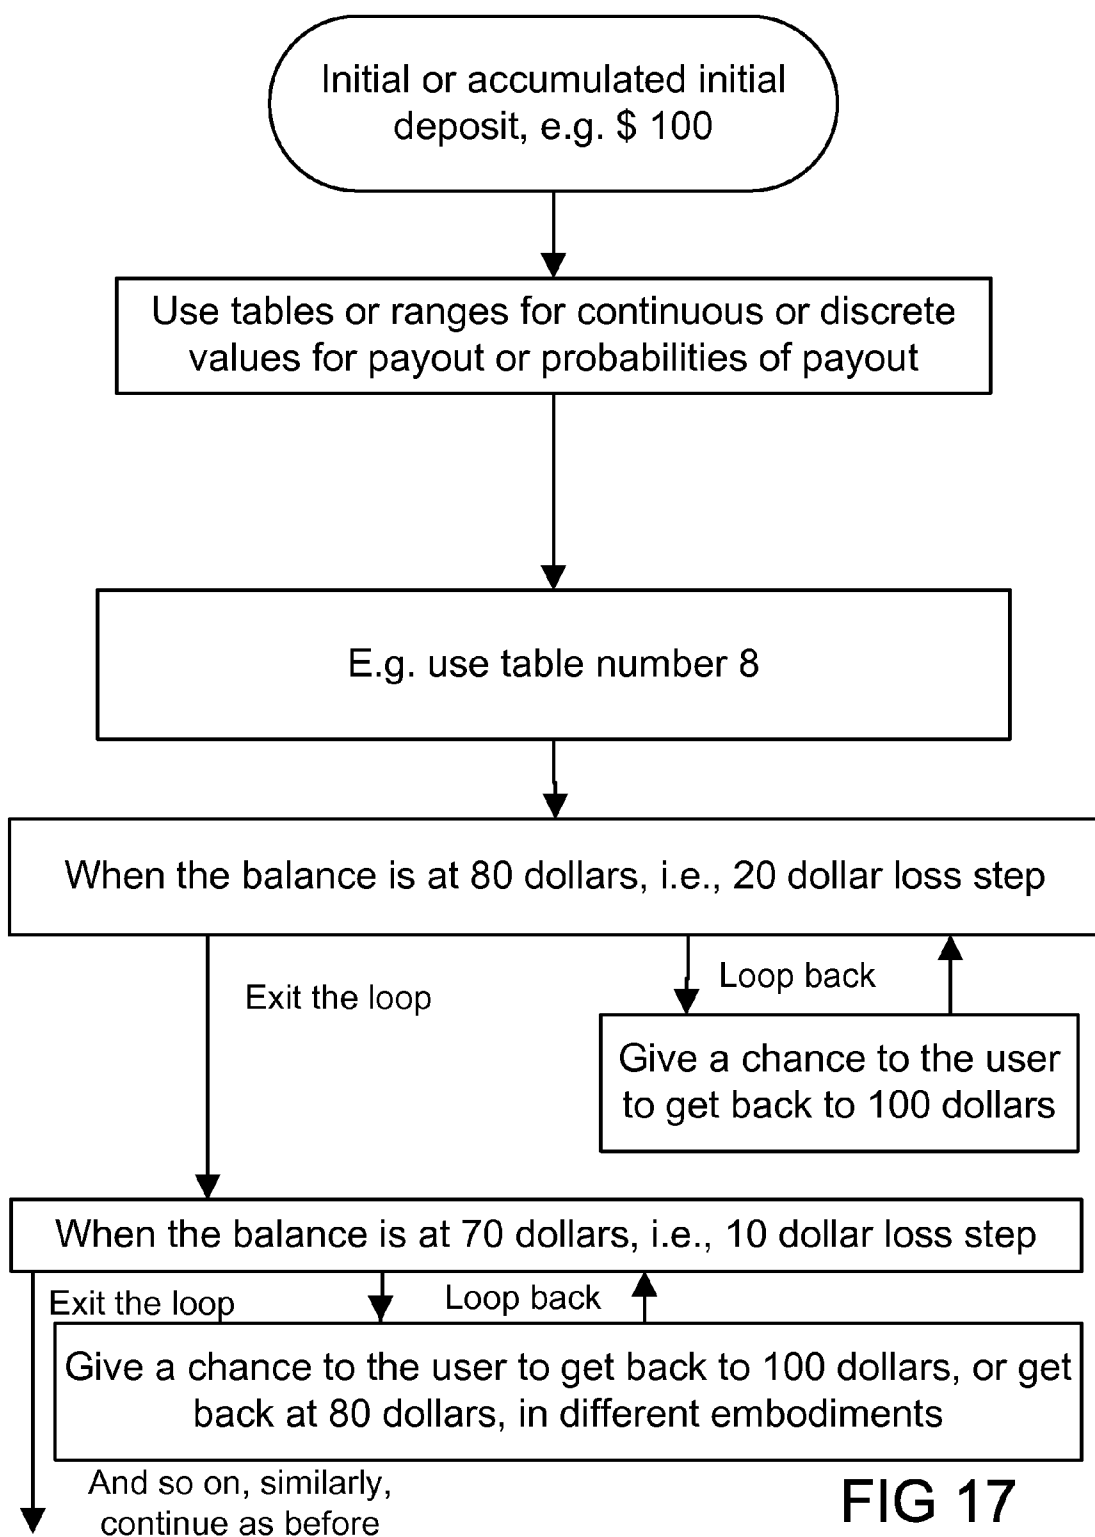 Initial or accumulated initial
deposit, e.g. $ 100
Use tables or ranges for continuous or discrete
values for payout or probabilities of payout
E.g. use table number 8
When the balance is at 80 dollars, i.e., 20 dollar loss step
Exit the loop
Loop back
Give a chance to the user
to get back to 100 dollars
When the balance is at 70 dollars, i.e., 10 dollar loss step
Exit the loop
Loop back
Give a chance to the user to get back to 100 dollars, or get
back at 80 dollars, in different embodiments
And so on, similarly,
continue as before
FIG 17